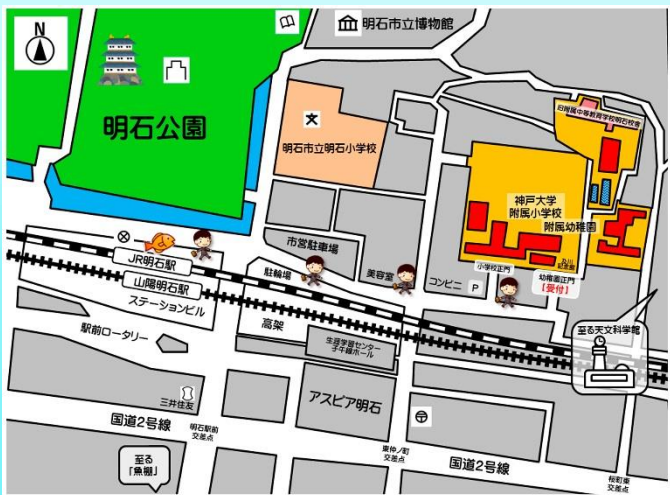 N
明石市立博物館
旧附属中等教育学校明石校舎
明石公園
文
明石市立明石小学校
神戸大学
附属小学校
附属幼稚園
市営駐車場
JR明石駅
駐輪場
美容室
コンビニ
P
小学校正門
幼稚園正門
【受付】
山陽明石駅
ステーションビル
至る天文科学館
駅前ロータリー
高架
生涯学習センター
子午線ホール
アスピア明石
三井住友
国道2号線
明石駅前
交差点
東仲ノ町
交差点
国道2号線
桜町東
交差点
至る
「魚棚」